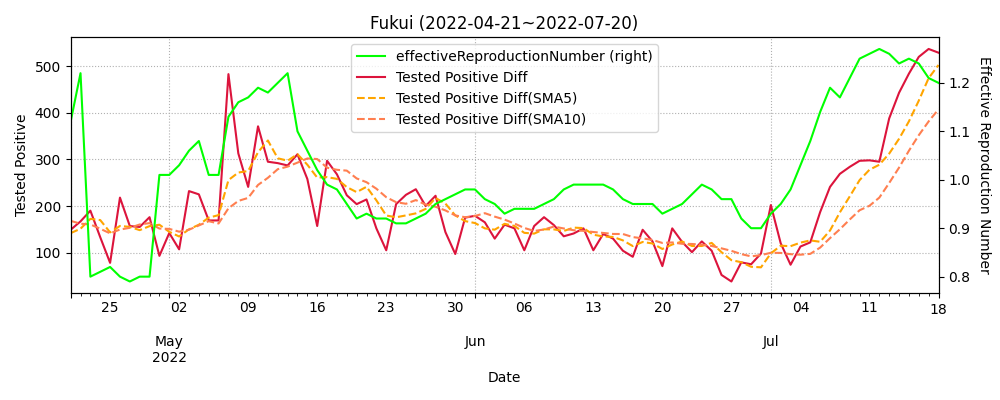 Fukui (2022-04-21~2022-07-20)
effectiveReproductionNumber (right)
Tested Positive Diff
Tested Positive Diff(SMA5)
Tested Positive Diff(SMA10)
Tested Positive
500
400
300
200
100
Effective Reproduction Number
1.2
1.1
1.0
0.9
0.8
25 02 09 16 23 30 06 13 20 27 04 11 18
May Jun Jul
2022
Date